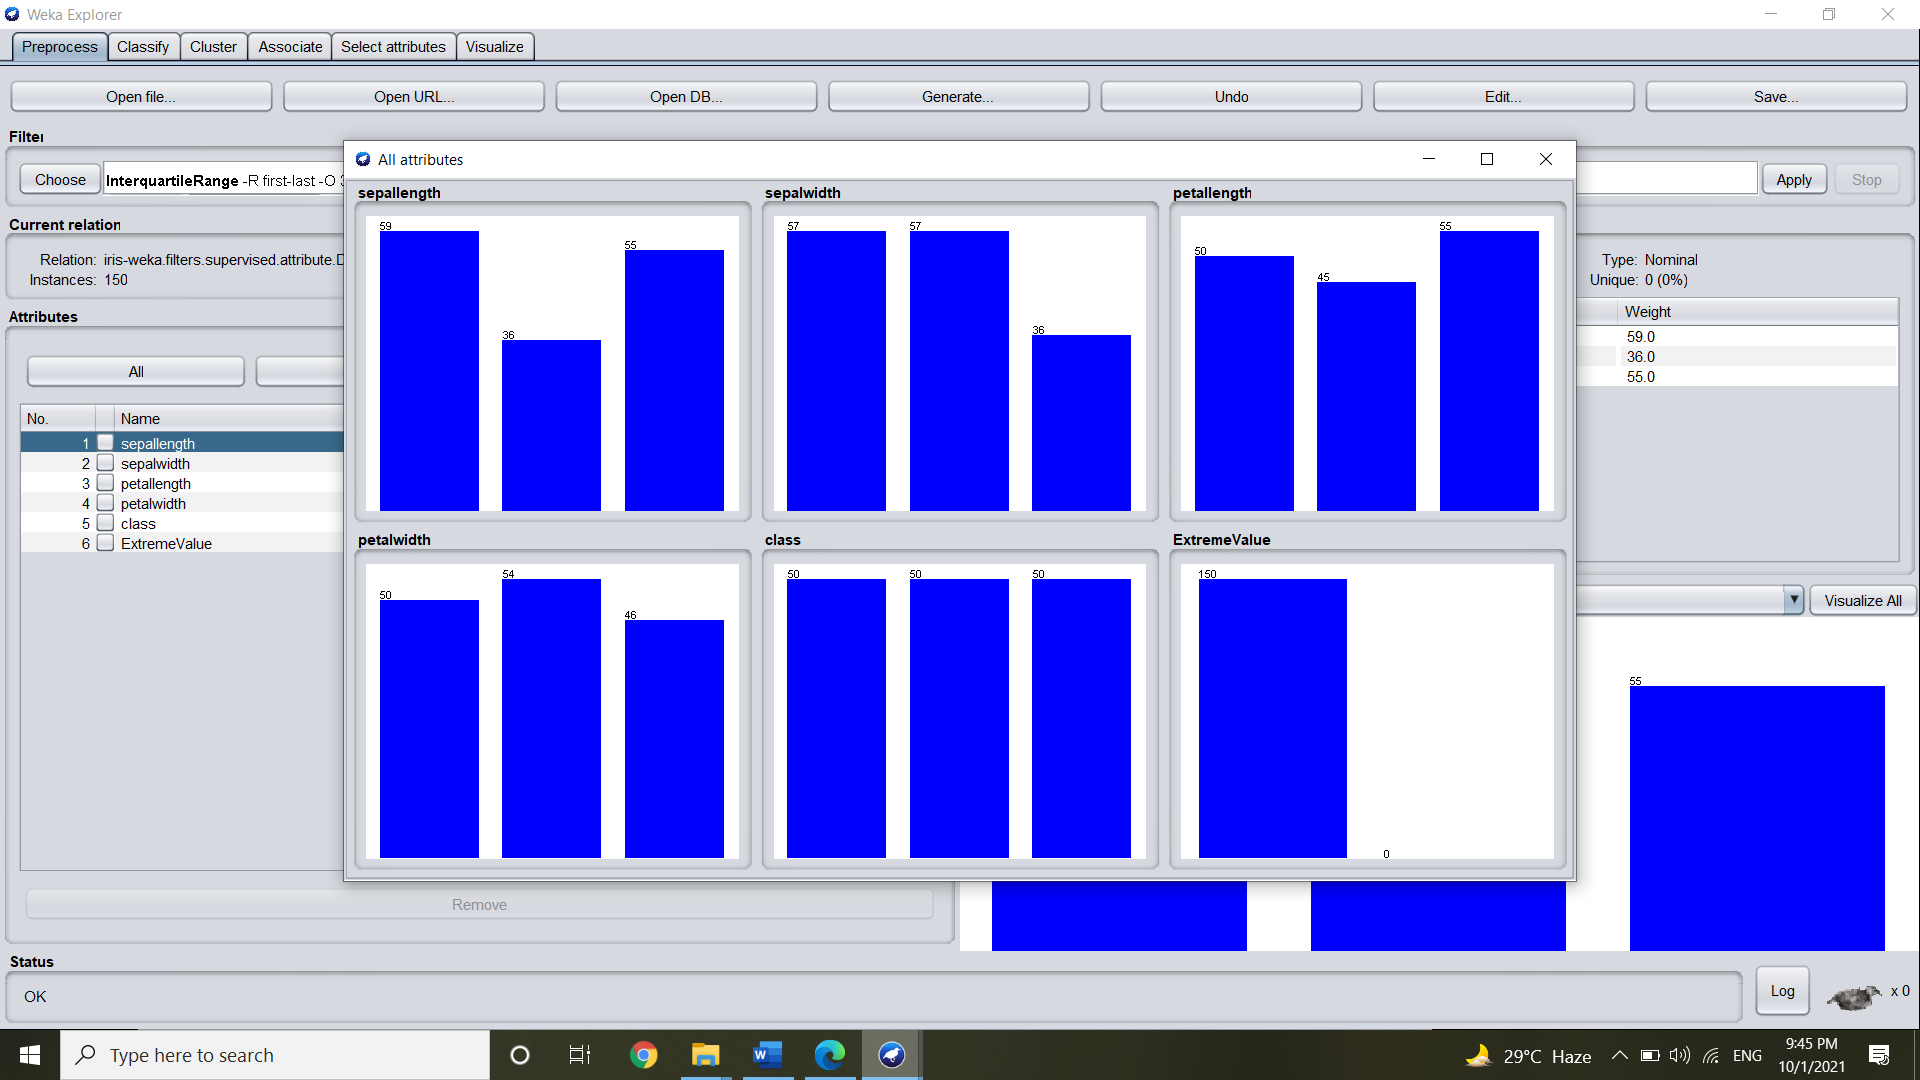 Weka Explorer
Preprocess Classify Cluster Associate Select attributes Visualize
Open file... Open URL... Open DB... Generate... Undo Edit... Save...
Filter
Choose InterquartileRange -R first-last -O Apply Stop
All attributes
Current relation
Relation: iris-weka.filters.supervised.attribute.D
Instances: 150
Type: Nominal
Unique: 0 (0%)
Weight
59.0
36.0
55.0
Attributes
All
No. Name
1 sepallength
2 sepalwidth
3 petallength
4 petalwidth
5 class
6 ExtremeValue
Remove
sepallength
59
36
55
sepalwidth
57
57
36
petallength
50
45
55
petalwidth
50
54
46
class
50
50
50
ExtremeValue
150
0
Visualize All
55
Status
OK
Log
x 0
Type here to search
29°C Haze
ENG
9:45 PM
10/1/2021